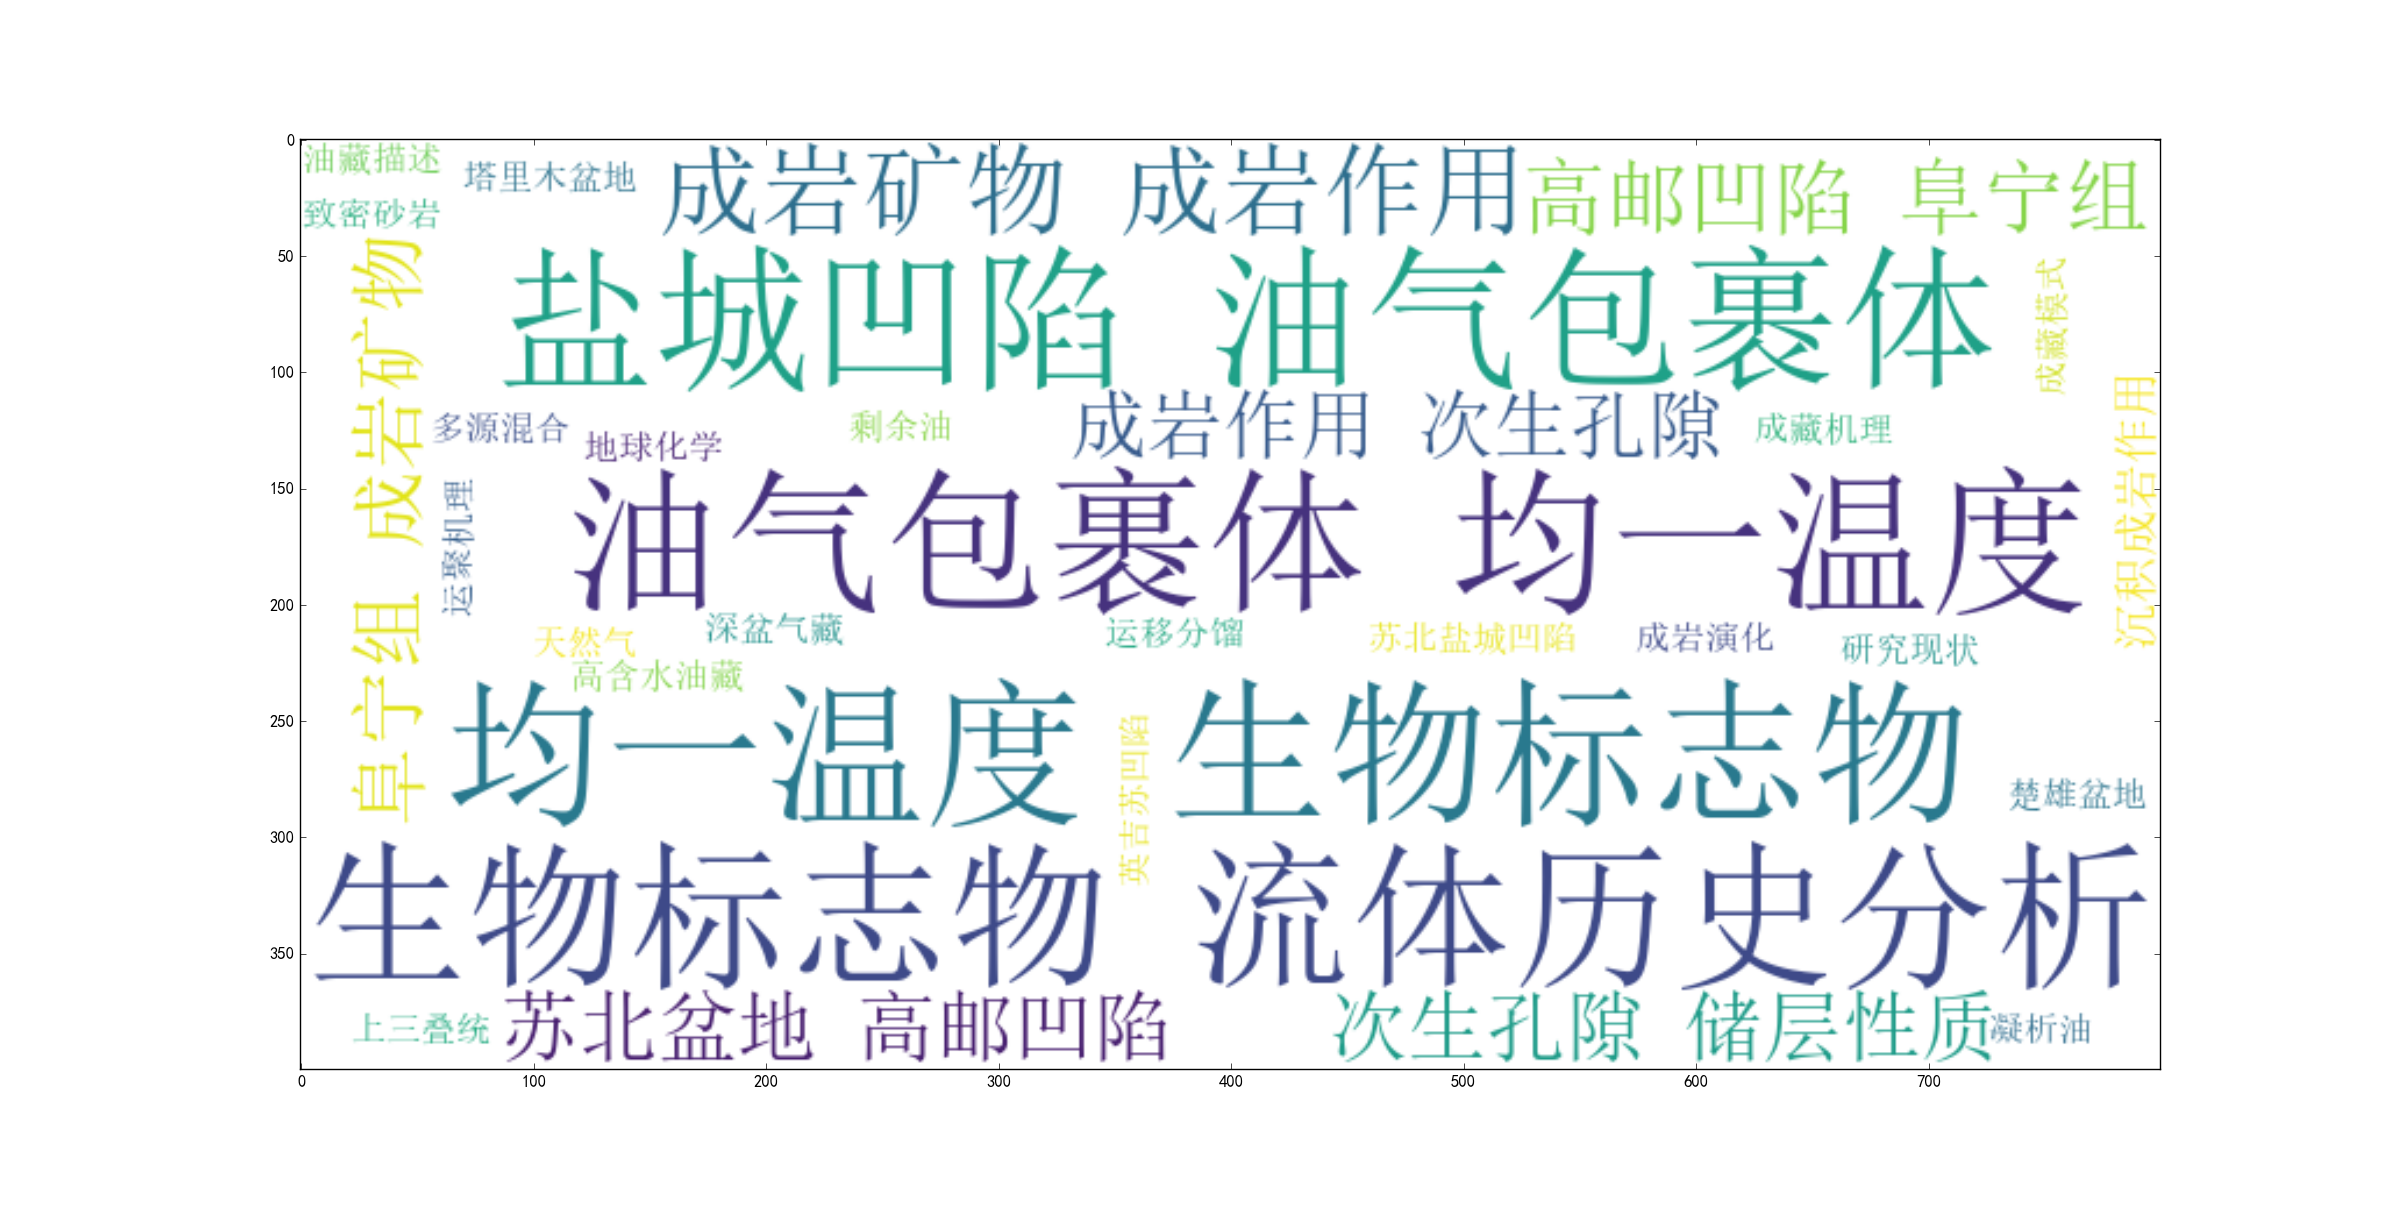 油藏描述
塔里木盆地
成岩矿物 成岩作用
高邮凹陷 阜宁组
致密砂岩
盐城凹陷 油气包裹体
成藏模式
阜宁组 成岩矿物
多源混合
地球化学
剩余油
成岩作用 次生孔隙
成藏机理
沉积成岩作用
运聚机理
油气包裹体 均一温度
天然气
深盆气藏
运移分馏
苏北盐城凹陷
成岩演化
研究现状
高含水油藏
均一温度 生物标志物
英吉苏凹陷
楚雄盆地
生物标志物 流体历史分析
上三叠统
苏北盆地 高邮凹陷
次生孔隙 储层性质
凝析油
0
50
100
150
200
250
300
350
0 100 200 300 400 500 600 700